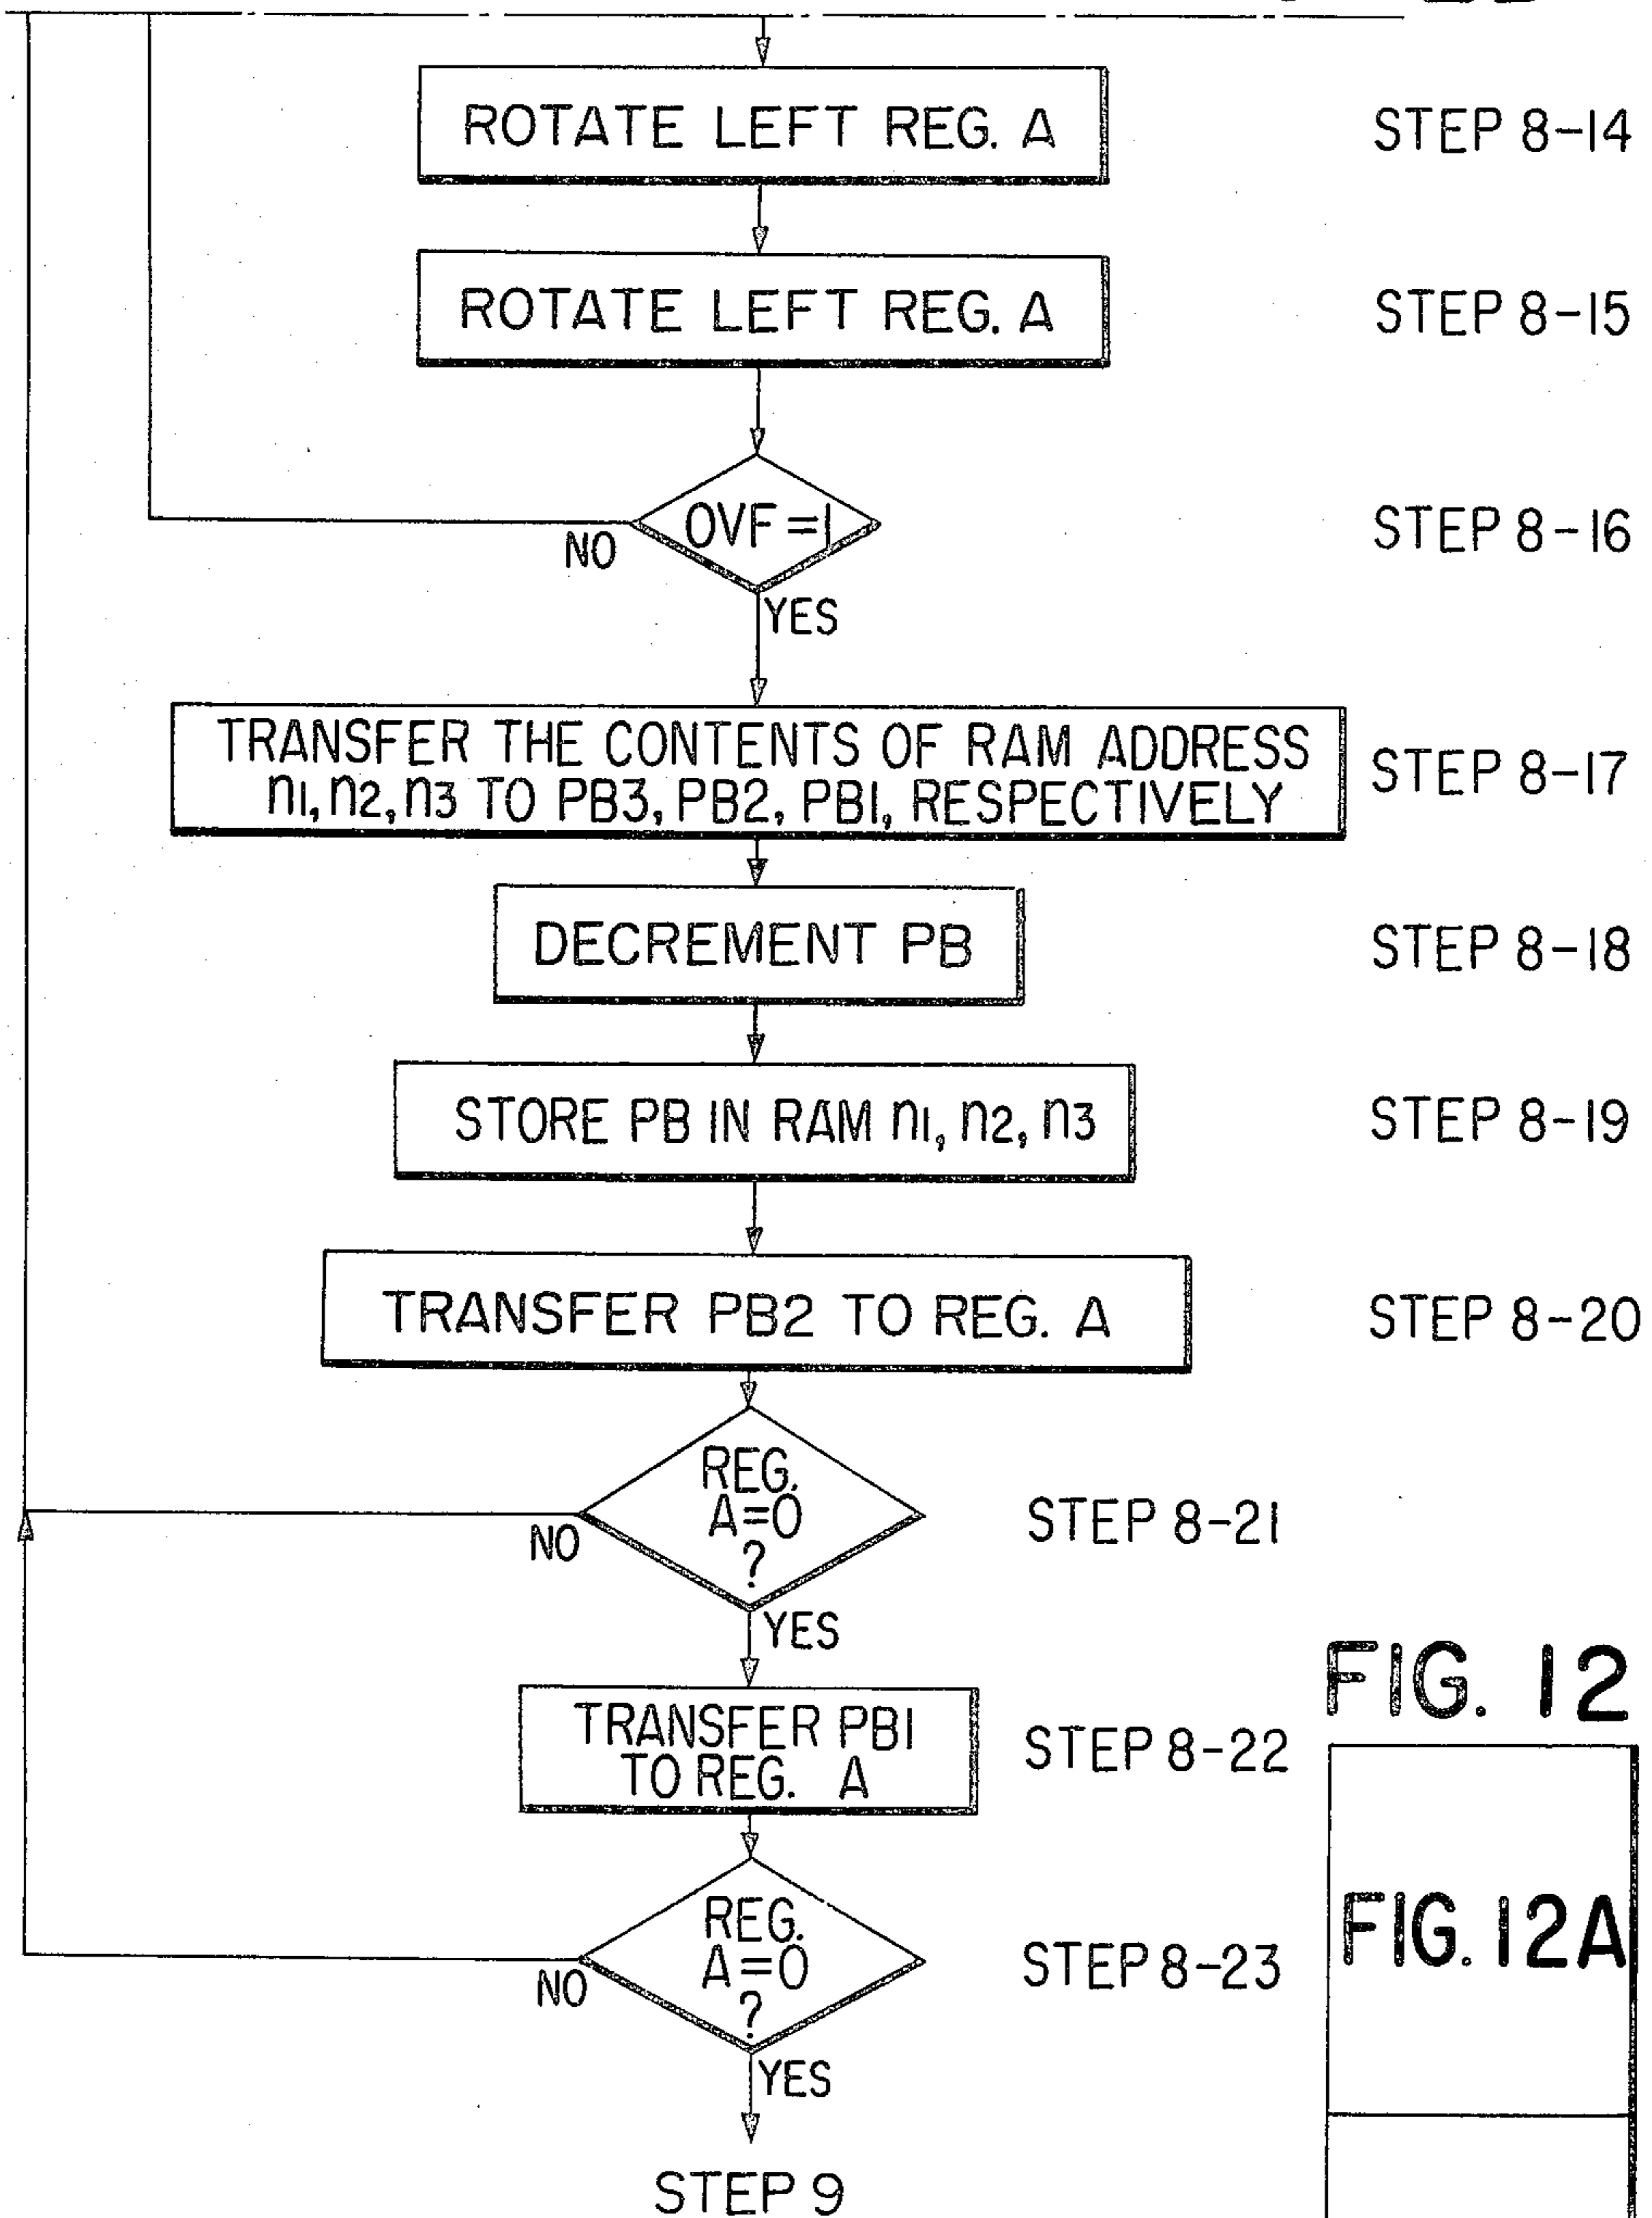 ROTATE LEFT REG. A
STEP 8-14
ROTATE LEFT REG. A
STEP 8-15
OVF=1
STEP 8-16
NO
YES
TRANSFER THE CONTENTS OF RAM ADDRESS
n1, n2, n3 TO PB3, PB2, PB1, RESPECTIVELY
STEP 8-17
DECREMENT PB
STEP 8-18
STORE PB IN RAM n1, n2, n3
STEP 8-19
TRANSFER PB2 TO REG. A
STEP 8-20
REG.
A=0
?
STEP 8-21
NO
YES
TRANSFER PB1
TO REG. A
STEP 8-22
REG.
A=0
?
STEP 8-23
NO
YES
STEP 9
FIG. 12
FIG. 12A